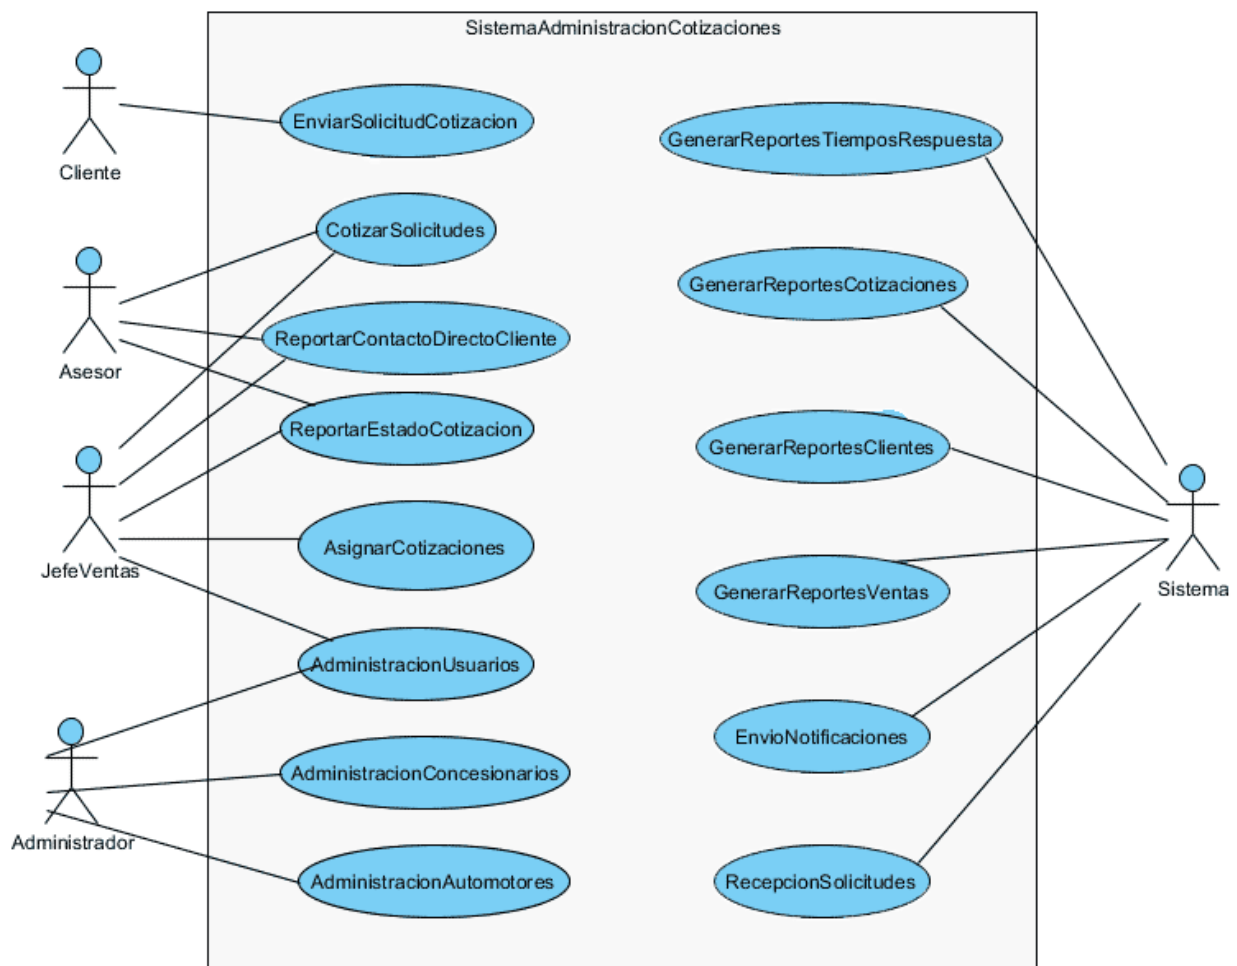 SistemaAdministracionCotizaciones
Cliente
EnviarSolicitudCotizacion
GenerarReportesTiemposRespuesta
CotizarSolicitudes
GenerarReportesCotizaciones
Asesor
ReportarContactoDirectoCliente
ReportarEstadoCotizacion
GenerarReportesClientes
JefeVentas
AsignarCotizaciones
GenerarReportesVentas
Sistema
AdministracionUsuarios
EnvioNotificaciones
AdministracionConcesionarios
Administrador
AdministracionAutomotores
RecepcionSolicitudes